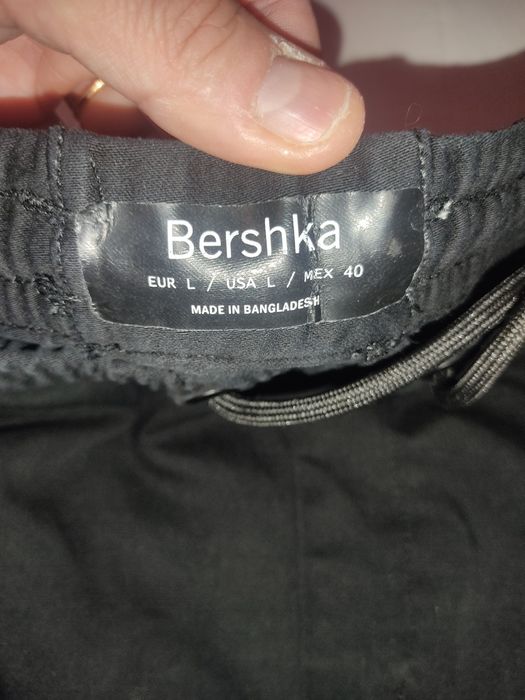 Bershka
EUR L / USA L / MEX 40
MADE IN BANGLADESH